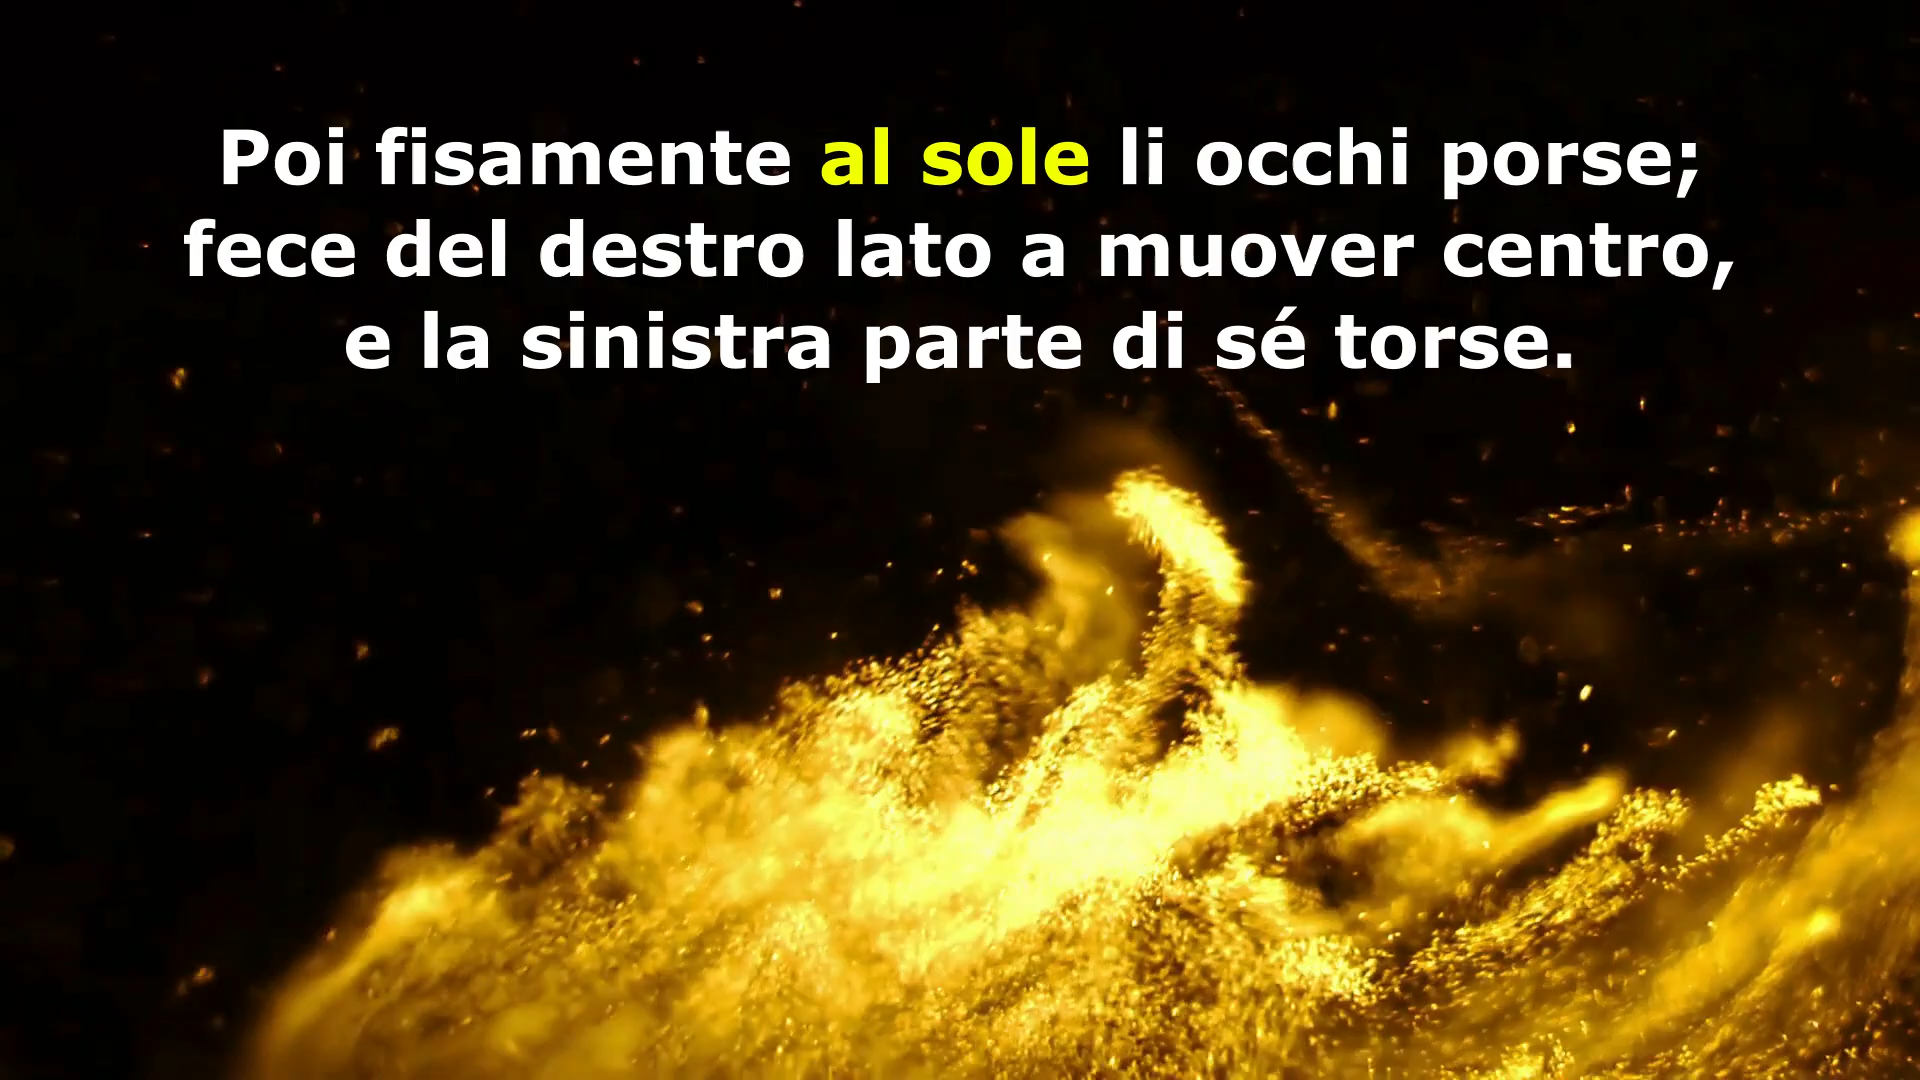 Poi fisamente al sole li occhi porse;
fece del destro lato a muover centro,
e la sinistra parte di sé torse.